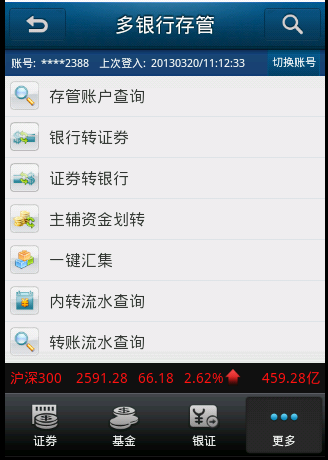 多银行存管
账号: ****2388 上次登入: 20130320/11:12:33 切换账号
存管账户查询
银行转证券
证券转银行
主辅资金划转
一键汇集
内转流水查询
转账流水查询
沪深300 2591.28 66.18 2.62% 459.28亿
证券 基金 银证 更多